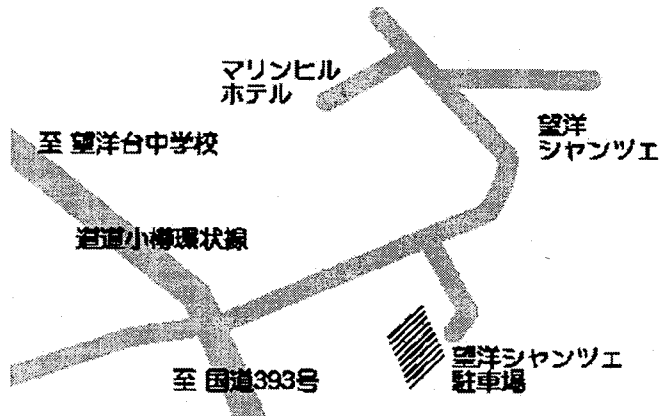 マリンヒル
ホテル
望洋
シャンツェ
至 望洋台中学校
道道小樽環状線
至 国道393号
望洋シャンツェ
駐車場